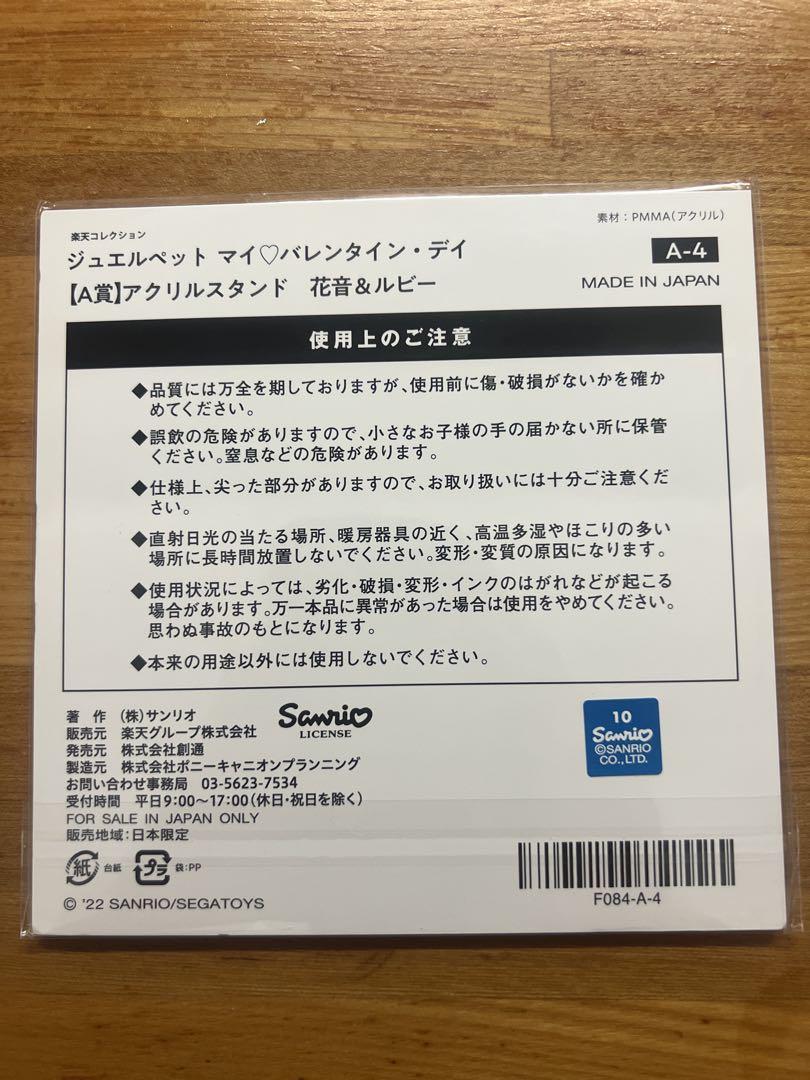 楽天コレクション
素材：PMMA（アクリル）
ジュエルペット マイ♡バレンタイン・デイ
A-4
【A賞】アクリルスタンド　花音＆ルビー
MADE IN JAPAN
使用上のご注意
◆品質には万全を期しておりますが、使用前に傷・破損がないかを確か
めてください。
◆誤飲の危険がありますので、小さなお子様の手の届かない所に保管
ください。窒息などの危険があります。
◆仕様上、尖った部分がありますので、お取り扱いには十分ご注意くだ
さい。
◆直射日光の当たる場所、暖房器具の近く、高温多湿やほこりの多い
場所に長時間放置しないでください。変形・変質の原因になります。
◆使用状況によっては、劣化・破損・変形・インクのはがれなどが起こる
場合があります。万一本品に異常があった場合は使用をやめてください。
思わぬ事故のもとになります。
◆本来の用途以外には使用しないでください。
著　作　（株）サンリオ
販売元　楽天グループ株式会社
発売元　株式会社創通
製造元　株式会社ポニーキャニオンプランニング
お問い合わせ事務局　03-5623-7534
受付時間　平日9:00～17:00（休日・祝日を除く）
FOR SALE IN JAPAN ONLY
販売地域：日本限定
Sanrio
LICENSE
10
Sanrio
©SANRIO
CO.,LTD.
紙 台紙 プラ 袋：PP
F084-A-4
© '22 SANRIO/SEGATOYS